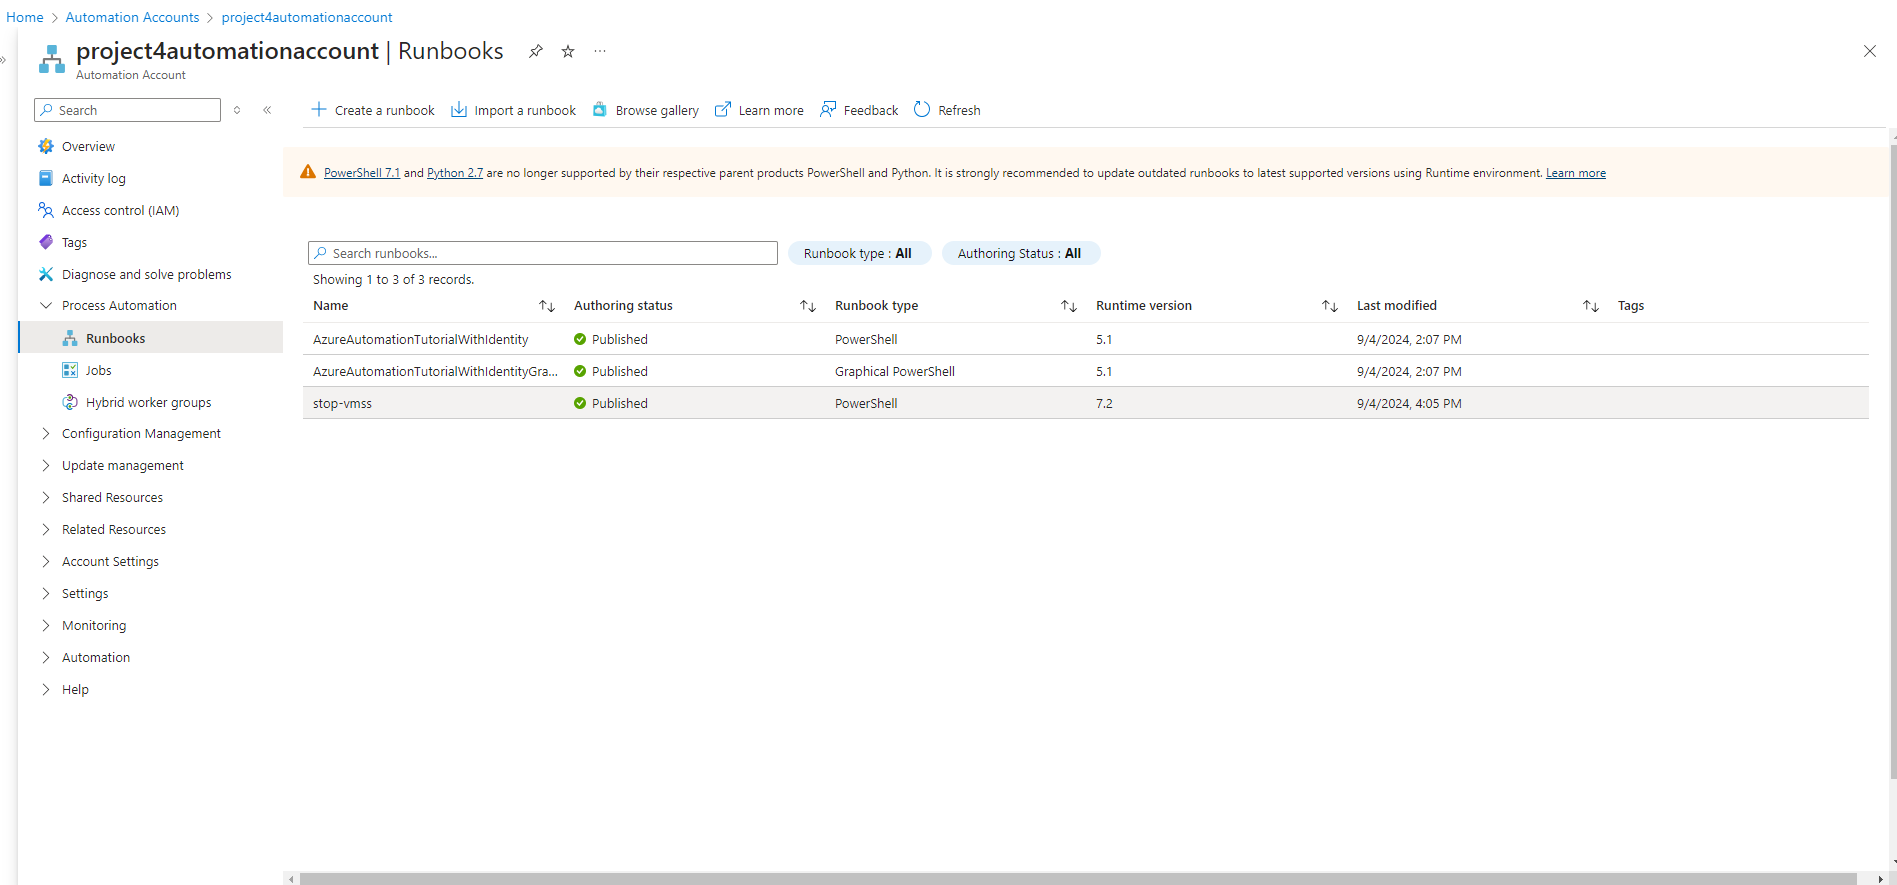 Home > Automation Accounts > project4automationaccount
project4automationaccount | Runbooks
Automation Account
Search
Create a runbook Import a runbook Browse gallery Learn more Feedback Refresh
Overview
Activity log
Access control (IAM)
Tags
Diagnose and solve problems
Process Automation
Runbooks
Jobs
Hybrid worker groups
Configuration Management
Update management
Shared Resources
Related Resources
Account Settings
Settings
Monitoring
Automation
Help
PowerShell 7.1 and Python 2.7 are no longer supported by their respective parent products PowerShell and Python. It is strongly recommended to update outdated runbooks to latest supported versions using Runtime environment. Learn more
Search runbooks... Runbook type : All Authoring Status : All
Showing 1 to 3 of 3 records.
Name Authoring status Runbook type Runtime version Last modified Tags
AzureAutomationTutorialWithIdentity Published PowerShell 5.1 9/4/2024, 2:07 PM
AzureAutomationTutorialWithIdentityGra... Published Graphical PowerShell 5.1 9/4/2024, 2:07 PM
stop-vmss Published PowerShell 7.2 9/4/2024, 4:05 PM